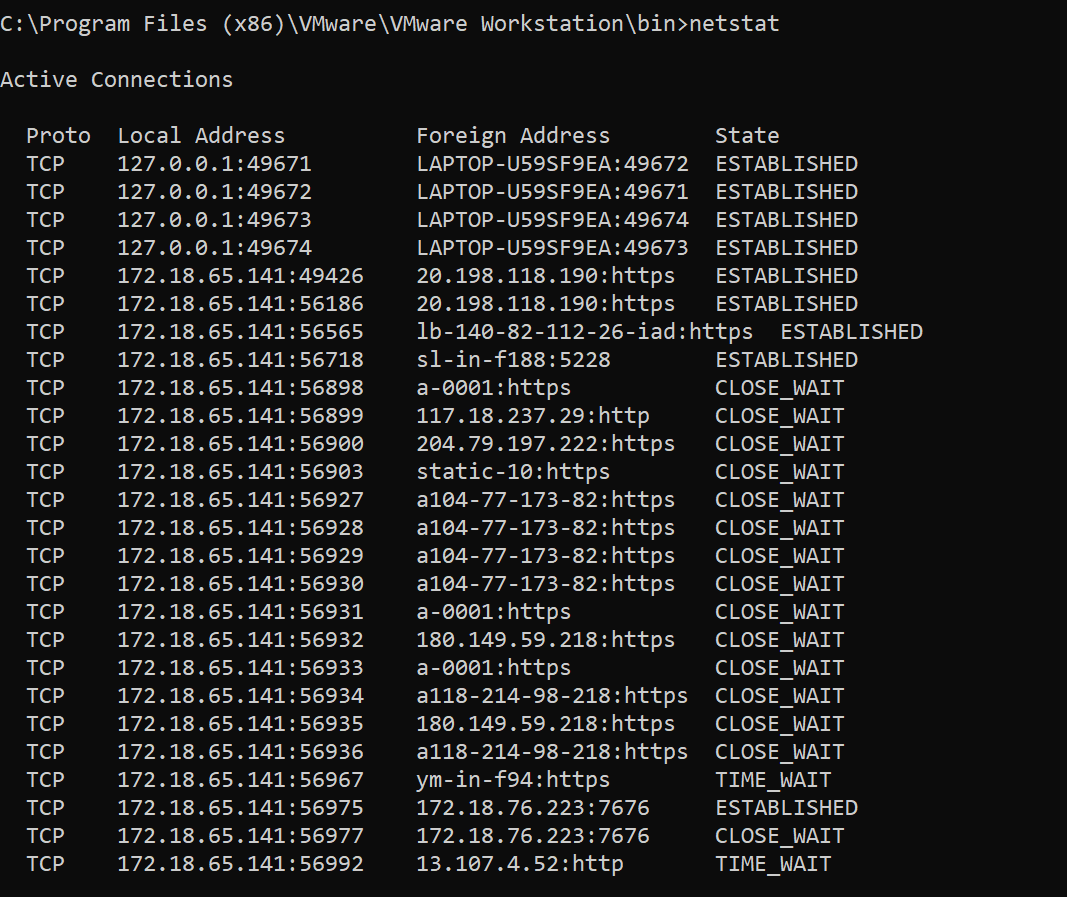 C:\Program Files (x86)\VMware\VMware Workstation\bin>netstat
Active Connections
Proto  Local Address          Foreign Address        State
TCP    127.0.0.1:49671        LAPTOP-U59SF9EA:49672  ESTABLISHED
TCP    127.0.0.1:49672        LAPTOP-U59SF9EA:49671  ESTABLISHED
TCP    127.0.0.1:49673        LAPTOP-U59SF9EA:49674  ESTABLISHED
TCP    127.0.0.1:49674        LAPTOP-U59SF9EA:49673  ESTABLISHED
TCP    172.18.65.141:49426    20.198.118.190:https   ESTABLISHED
TCP    172.18.65.141:56186    20.198.118.190:https   ESTABLISHED
TCP    172.18.65.141:56565    lb-140-82-112-26-iad:https  ESTABLISHED
TCP    172.18.65.141:56718    sl-in-f188:5228        ESTABLISHED
TCP    172.18.65.141:56898    a-0001:https           CLOSE_WAIT
TCP    172.18.65.141:56899    117.18.237.29:http     CLOSE_WAIT
TCP    172.18.65.141:56900    204.79.197.222:https   CLOSE_WAIT
TCP    172.18.65.141:56903    static-10:https        CLOSE_WAIT
TCP    172.18.65.141:56927    a104-77-173-82:https   CLOSE_WAIT
TCP    172.18.65.141:56928    a104-77-173-82:https   CLOSE_WAIT
TCP    172.18.65.141:56929    a104-77-173-82:https   CLOSE_WAIT
TCP    172.18.65.141:56930    a104-77-173-82:https   CLOSE_WAIT
TCP    172.18.65.141:56931    a-0001:https           CLOSE_WAIT
TCP    172.18.65.141:56932    180.149.59.218:https   CLOSE_WAIT
TCP    172.18.65.141:56933    a-0001:https           CLOSE_WAIT
TCP    172.18.65.141:56934    a118-214-98-218:https  CLOSE_WAIT
TCP    172.18.65.141:56935    180.149.59.218:https   CLOSE_WAIT
TCP    172.18.65.141:56936    a118-214-98-218:https  CLOSE_WAIT
TCP    172.18.65.141:56967    ym-in-f94:https        TIME_WAIT
TCP    172.18.65.141:56975    172.18.76.223:7676     ESTABLISHED
TCP    172.18.65.141:56977    172.18.76.223:7676     CLOSE_WAIT
TCP    172.18.65.141:56992    13.107.4.52:http       TIME_WAIT